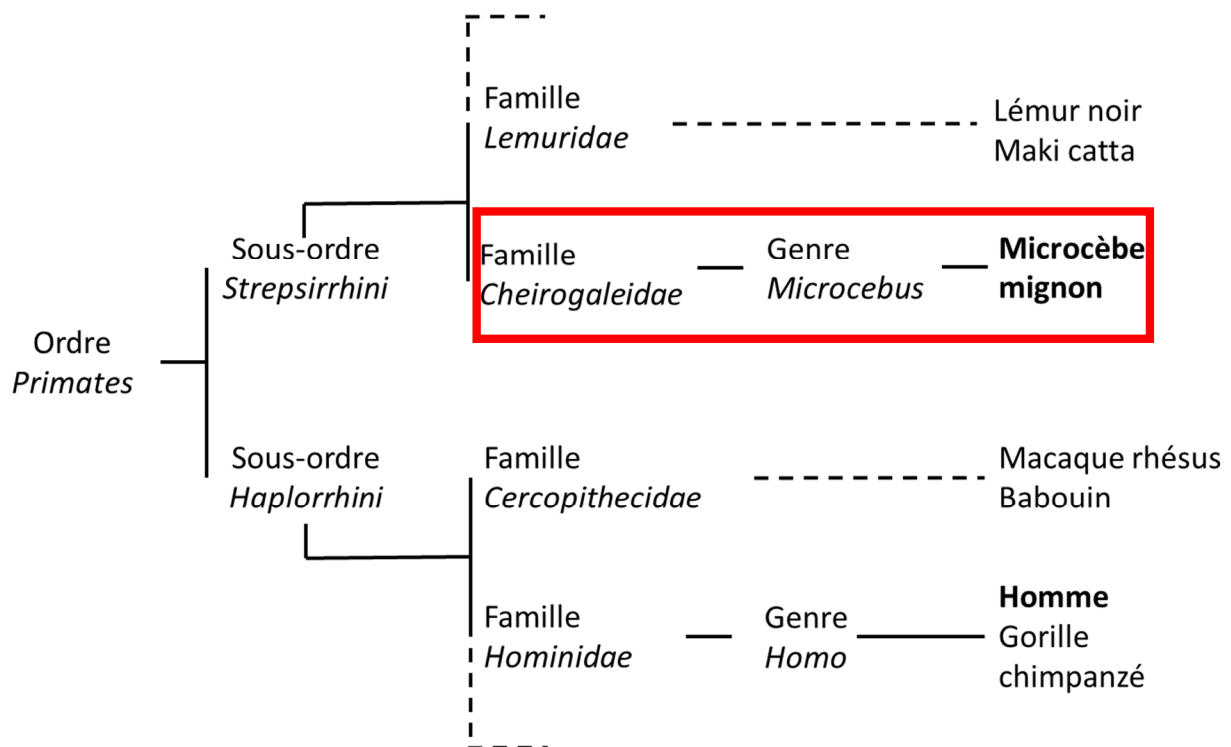 Famille
Lemuridae
Lémur noir
Maki catta
Sous-ordre
Strepsirrhini
Famille
Cheirogaleidae
Genre
Microcebus
Microcèbe
mignon
Ordre
Primates
Sous-ordre
Haplorrhini
Famille
Cercopithecidae
Macaque rhésus
Babouin
Famille
Hominidae
Genre
Homo
Homme
Gorille
chimpanzé